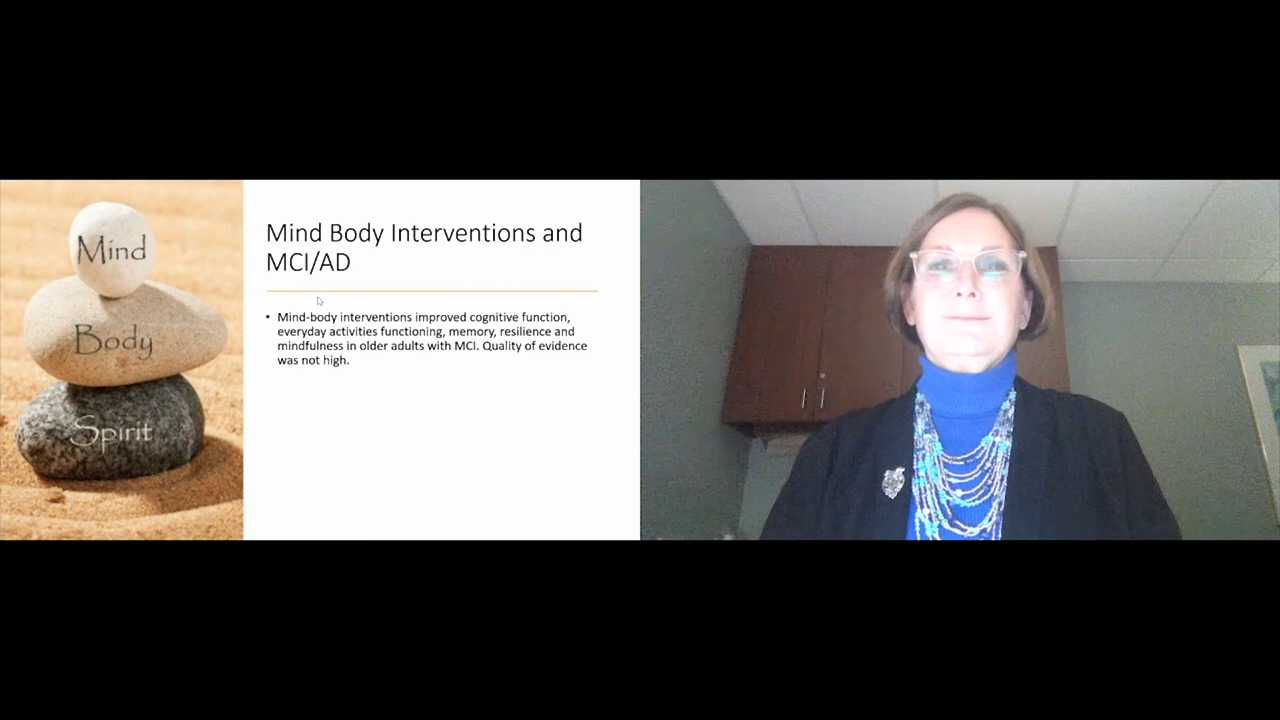 Mind
Body
Spirit
Mind Body Interventions and
MCI/AD
• Mind-body interventions improved cognitive function,
everyday activities functioning, memory, resilience and
mindfulness in older adults with MCI. Quality of evidence
was not high.